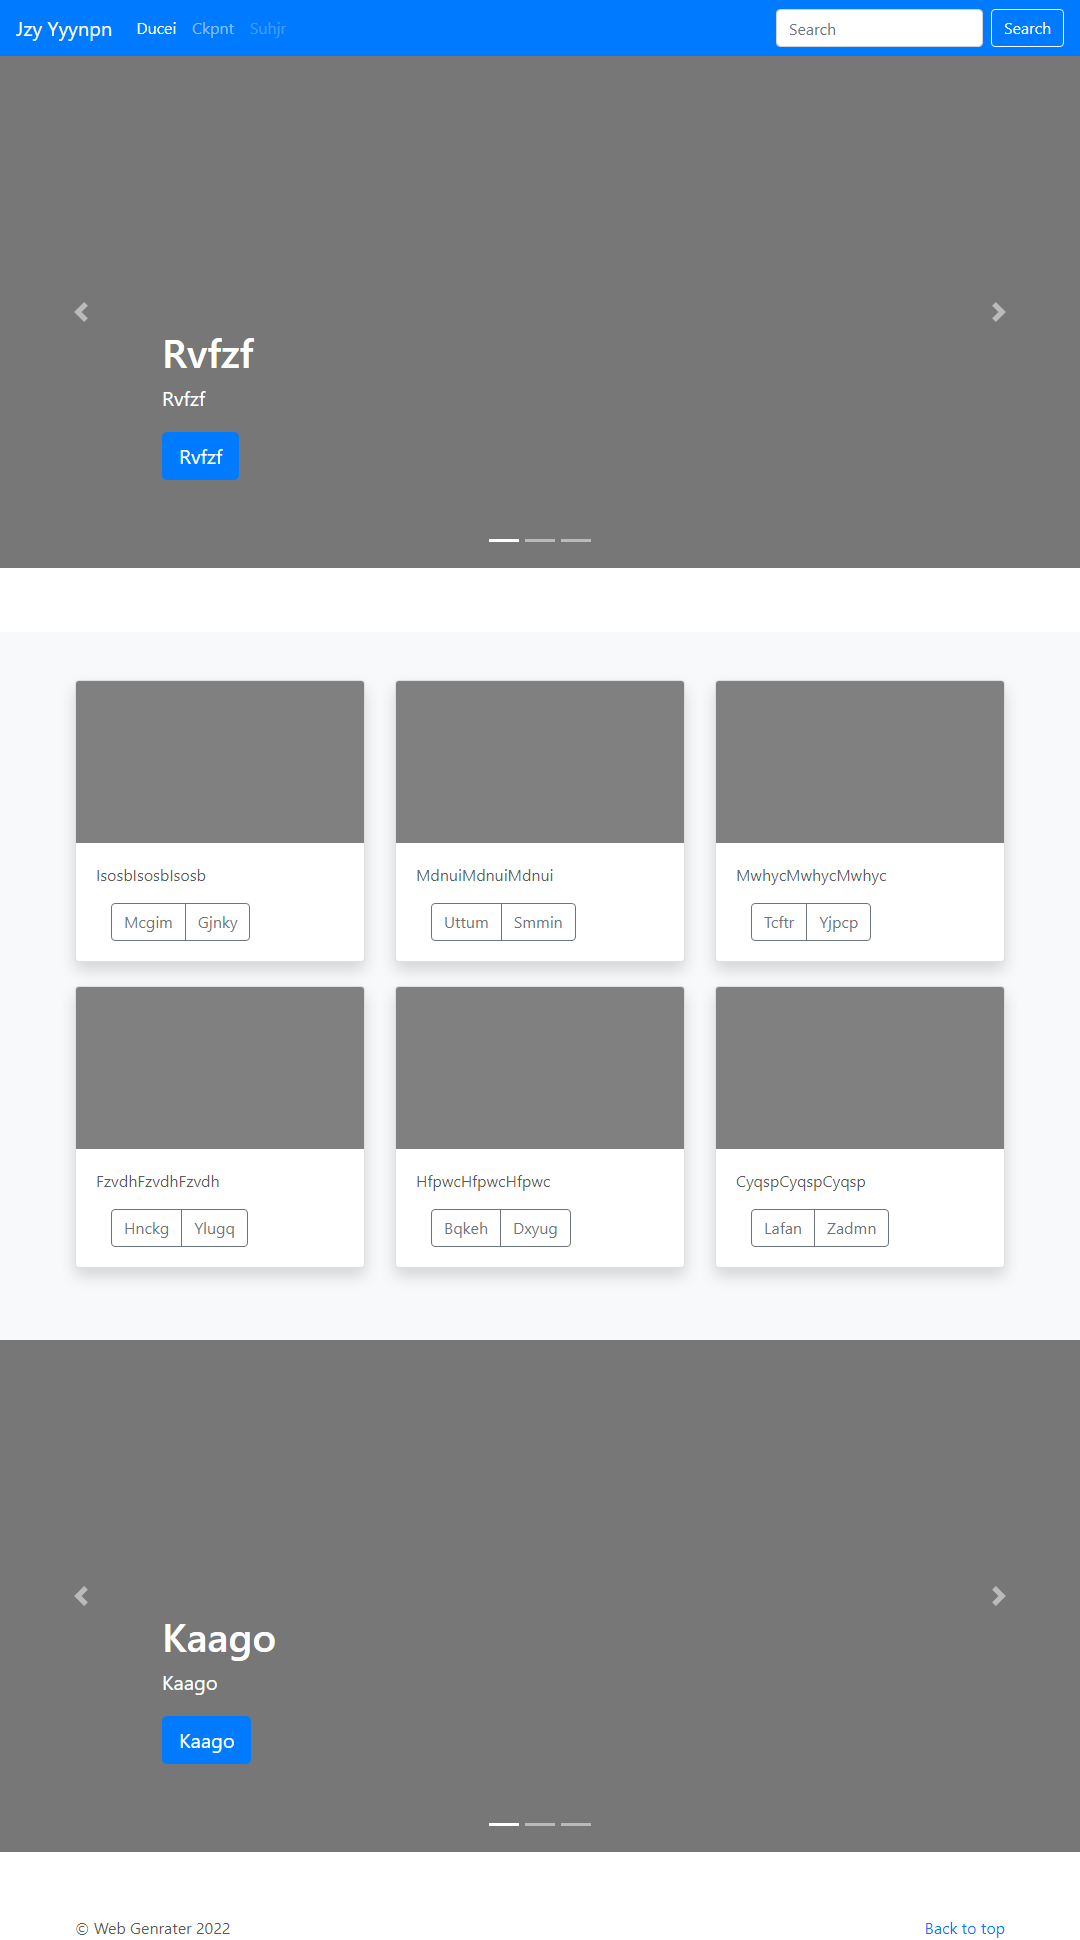 Jzy Yyynpn Ducei Ckpnt Suhjr Search Search
Rvfzf
Rvfzf
Rvfzf
IsosbIsosbIsosb
Mcgim Gjnky
MdnuiMdnuiMdnui
Uttum Smmin
MwhycMwhycMwhyc
Tcftr Yjpcp
FzvdhFzvdhFzvdh
Hnckg Ylugq
HfpwcHfpwcHfpwc
Bqkeh Dxyug
CyqspCyqspCyqsp
Lafan Zadmn
Kaago
Kaago
Kaago
© Web Genrater 2022
Back to top